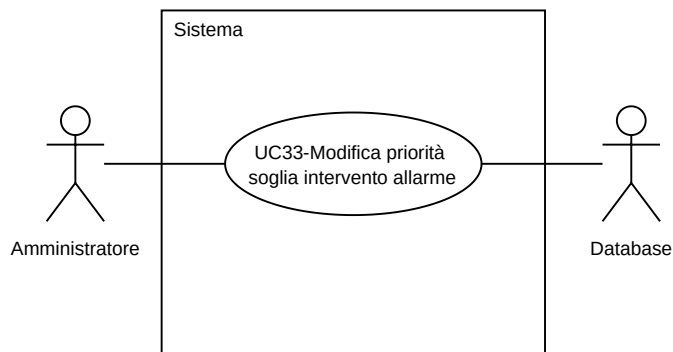 Sistema
UC33-Modifica priorità
soglia intervento allarme
Amministratore
Database